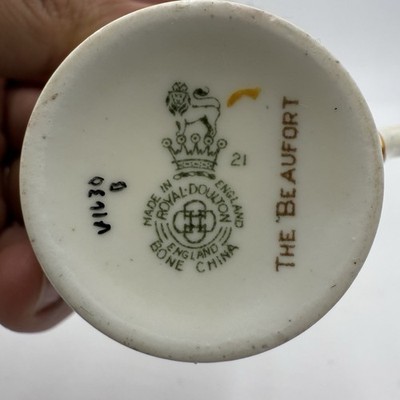 21
MADE IN ENGLAND
ROYAL·DOULTON
ENGLAND
BONE CHINA
THE BEAUFORT
V1630
B